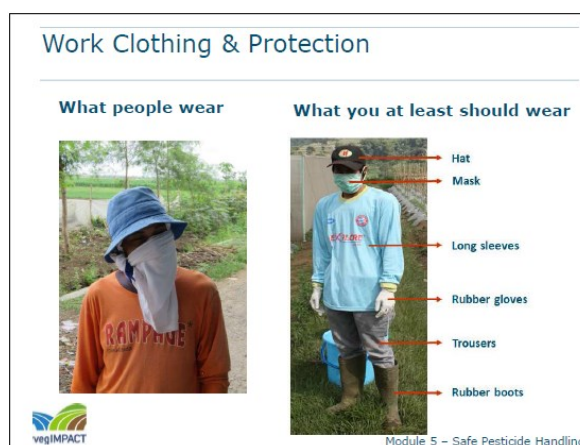 Work Clothing & Protection
What people wear
What you at least should wear
Hat
Mask
Long sleeves
Rubber gloves
Trousers
Rubber boots
RAMPAGE
vegIMPACT
Module 5 – Safe Pesticide Handling